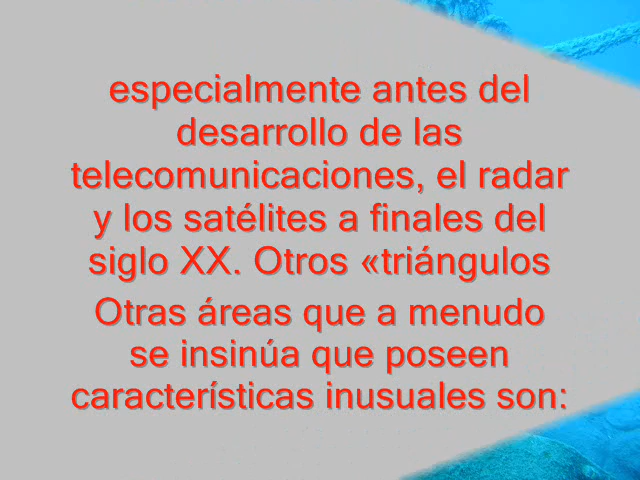 especialmente antes del
desarrollo de las
telecomunicaciones, el radar
y los satélites a finales del
siglo XX. Otros «triángulos
Otras áreas que a menudo
se insinúa que poseen
características inusuales son: